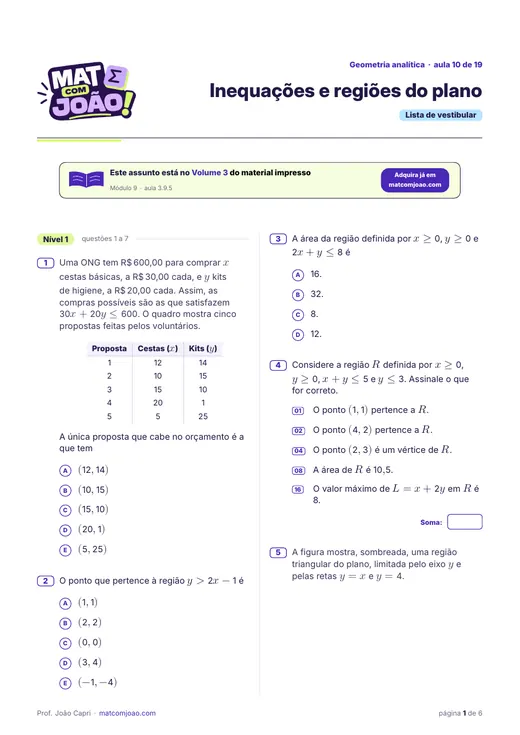 MAT
COM
JOÃO!
Geometria analítica · aula 10 de 19
Inequações e regiões do plano
Lista de vestibular
Este assunto está no Volume 3 do material impresso
Módulo 9 · aula 3.9.5
Adquira já em
matcomjoao.com
Nível 1 questões 1 a 7
1 Uma ONG tem R$ 600,00 para comprar x
cestas básicas, a R$ 30,00 cada, e y kits
de higiene, a R$ 20,00 cada. Assim, as
compras possíveis são as que satisfazem
30x + 20y ≤ 600. O quadro mostra cinco
propostas feitas pelos voluntários.
Proposta Cestas (x) Kits (y)
1 12 14
2 10 15
3 15 10
4 20 1
5 5 25
A única proposta que cabe no orçamento é a
que tem
A (12, 14)
B (10, 15)
C (15, 10)
D (20, 1)
E (5, 25)
2 O ponto que pertence à região y > 2x − 1 é
A (1, 1)
B (2, 2)
C (0, 0)
D (3, 4)
E (−1, −4)
3 A área da região definida por x ≥ 0, y ≥ 0 e
2x + y ≤ 8 é
A 16.
B 32.
C 8.
D 12.
4 Considere a região R definida por x ≥ 0,
y ≥ 0, x + y ≤ 5 e y ≤ 3. Assinale o que
for correto.
01 O ponto (1, 1) pertence a R.
02 O ponto (4, 2) pertence a R.
04 O ponto (2, 3) é um vértice de R.
08 A área de R é 10,5.
16 O valor máximo de L = x + 2y em R é
8.
Soma:
5 A figura mostra, sombreada, uma região
triangular do plano, limitada pelo eixo y e
pelas retas y = x e y = 4.
Prof. João Capri · matcomjoao.com
página 1 de 6